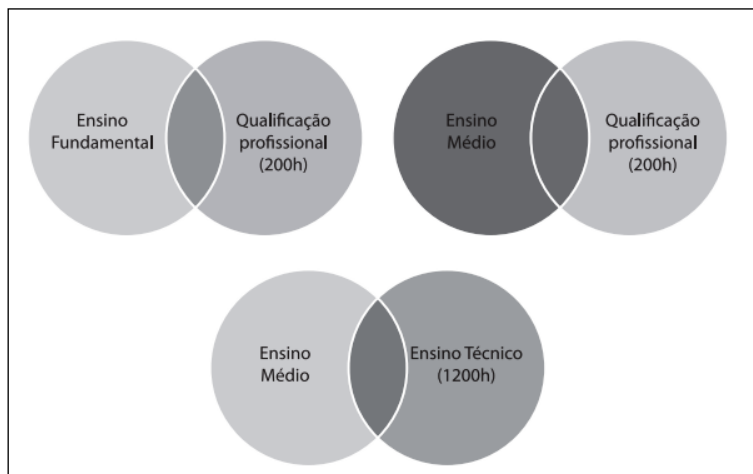 Ensino
Fundamental
Qualificação
profissional
(200h)
Ensino
Médio
Qualificação
profissional
(200h)
Ensino
Médio
Ensino Técnico
(1200h)